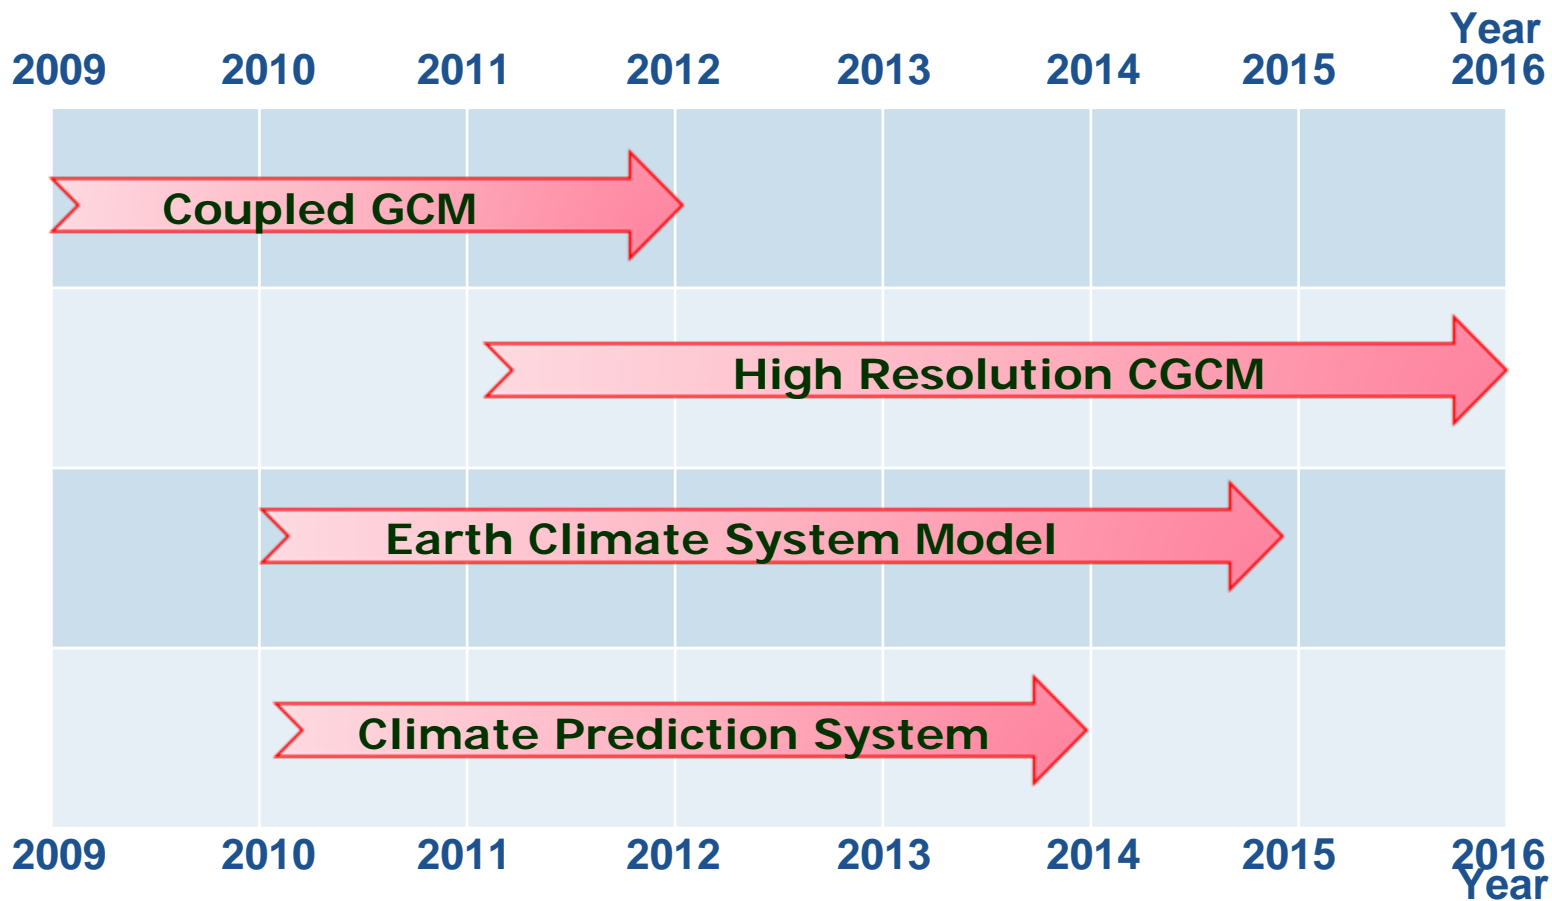 Year
2009 2010 2011 2012 2013 2014 2015 2016
Coupled GCM
High Resolution CGCM
Earth Climate System Model
Climate Prediction System
2009 2010 2011 2012 2013 2014 2015 2016
Year